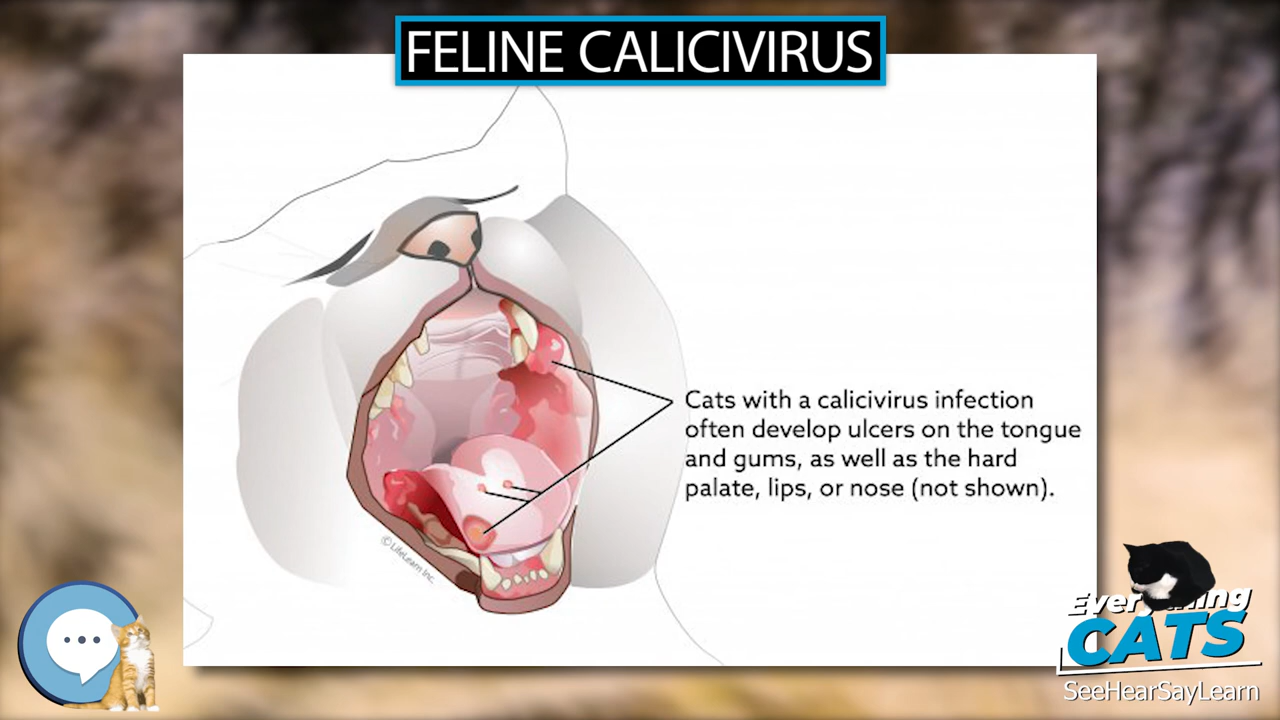 FELINE CALICIVIRUS
Cats with a calicivirus infection
often develop ulcers on the tongue
and gums, as well as the hard
palate, lips, or nose (not shown).
© LifeLearn Inc.
Everything
CATS
SeeHearSayLearn